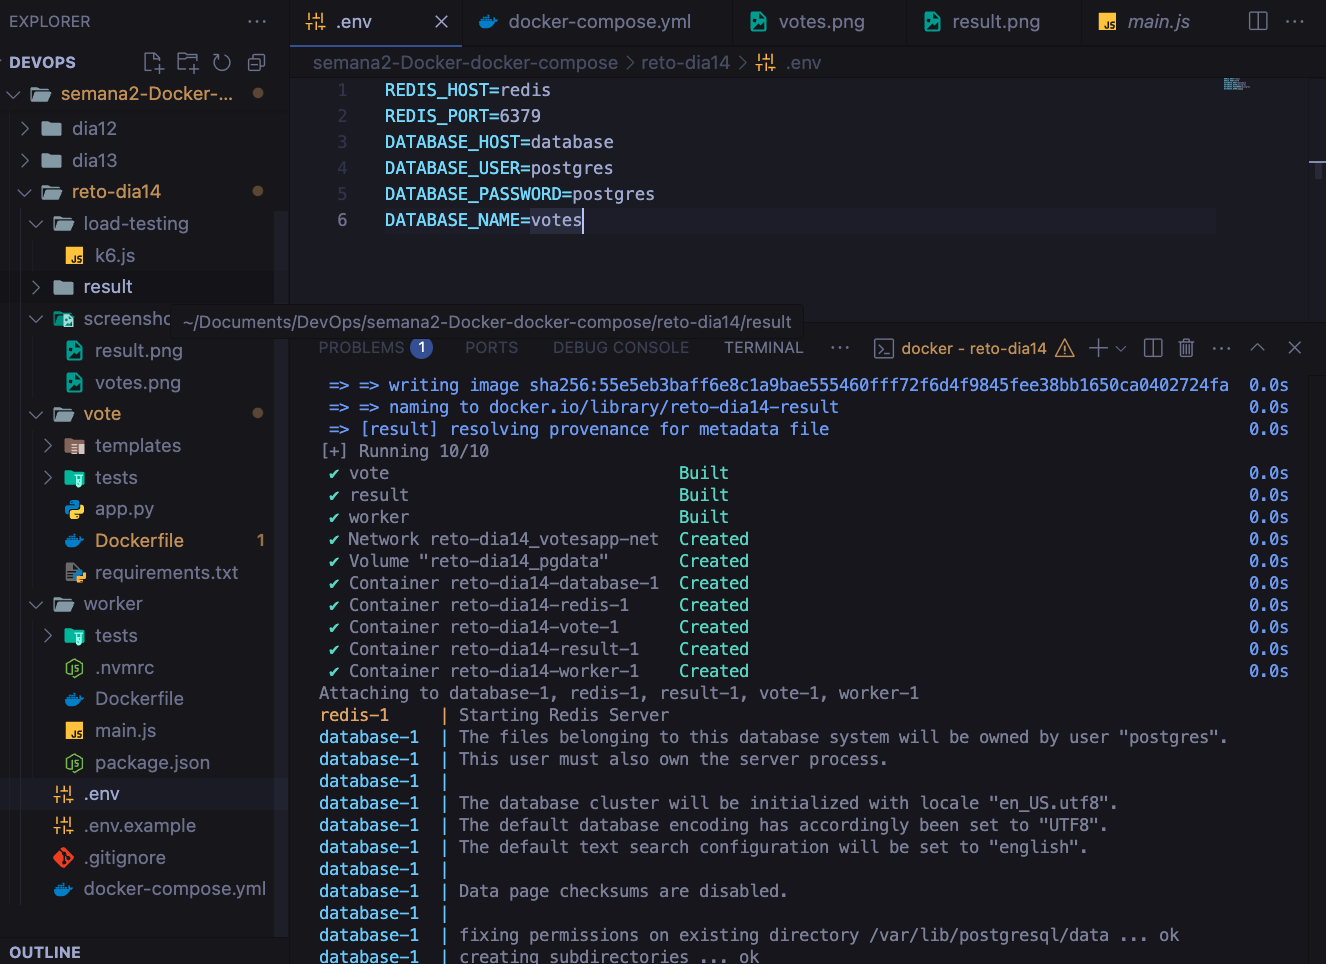 EXPLORER
DEVOPS
semana2-Docker-...
dia12
dia13
reto-dia14
load-testing
k6.js
result
screensho
result.png
votes.png
vote
templates
tests
app.py
Dockerfile 1
requirements.txt
worker
tests
.nvmrc
Dockerfile
main.js
package.json
.env
.env.example
.gitignore
docker-compose.yml
OUTLINE
.env
docker-compose.yml
votes.png
result.png
main.js
semana2-Docker-docker-compose > reto-dia14 > .env
1 REDIS_HOST=redis
2 REDIS_PORT=6379
3 DATABASE_HOST=database
4 DATABASE_USER=postgres
5 DATABASE_PASSWORD=postgres
6 DATABASE_NAME=votes
~/Documents/DevOps/semana2-Docker-docker-compose/reto-dia14/result
PROBLEMS 1 PORTS DEBUG CONSOLE TERMINAL ... docker - reto-dia14
=> => writing image sha256:55e5eb3baff6e8c1a9bae555460fff72f6d4f9845fee38bb1650ca0402724fa 0.0s
=> => naming to docker.io/library/reto-dia14-result 0.0s
=> [result] resolving provenance for metadata file 0.0s
[+] Running 10/10
✔ vote Built 0.0s
✔ result Built 0.0s
✔ worker Built 0.0s
✔ Network reto-dia14_votesapp-net Created 0.0s
✔ Volume "reto-dia14_pgdata" Created 0.0s
✔ Container reto-dia14-database-1 Created 0.0s
✔ Container reto-dia14-redis-1 Created 0.0s
✔ Container reto-dia14-vote-1 Created 0.0s
✔ Container reto-dia14-result-1 Created 0.0s
✔ Container reto-dia14-worker-1 Created 0.0s
Attaching to database-1, redis-1, result-1, vote-1, worker-1
redis-1 | Starting Redis Server
database-1 | The files belonging to this database system will be owned by user "postgres".
database-1 | This user must also own the server process.
database-1 |
database-1 | The database cluster will be initialized with locale "en_US.utf8".
database-1 | The default database encoding has accordingly been set to "UTF8".
database-1 | The default text search configuration will be set to "english".
database-1 |
database-1 | Data page checksums are disabled.
database-1 |
database-1 | fixing permissions on existing directory /var/lib/postgresql/data ... ok
database-1 | creating subdirectories ... ok